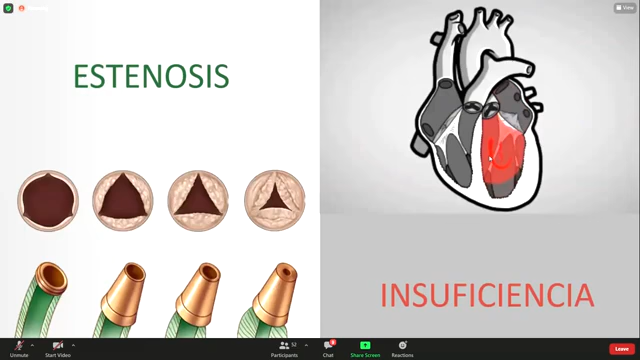 View
ESTENOSIS
INSUFICIENCIA
Unmute
Start Video
52
Participants
Chat
Share Screen
Reactions
Leave